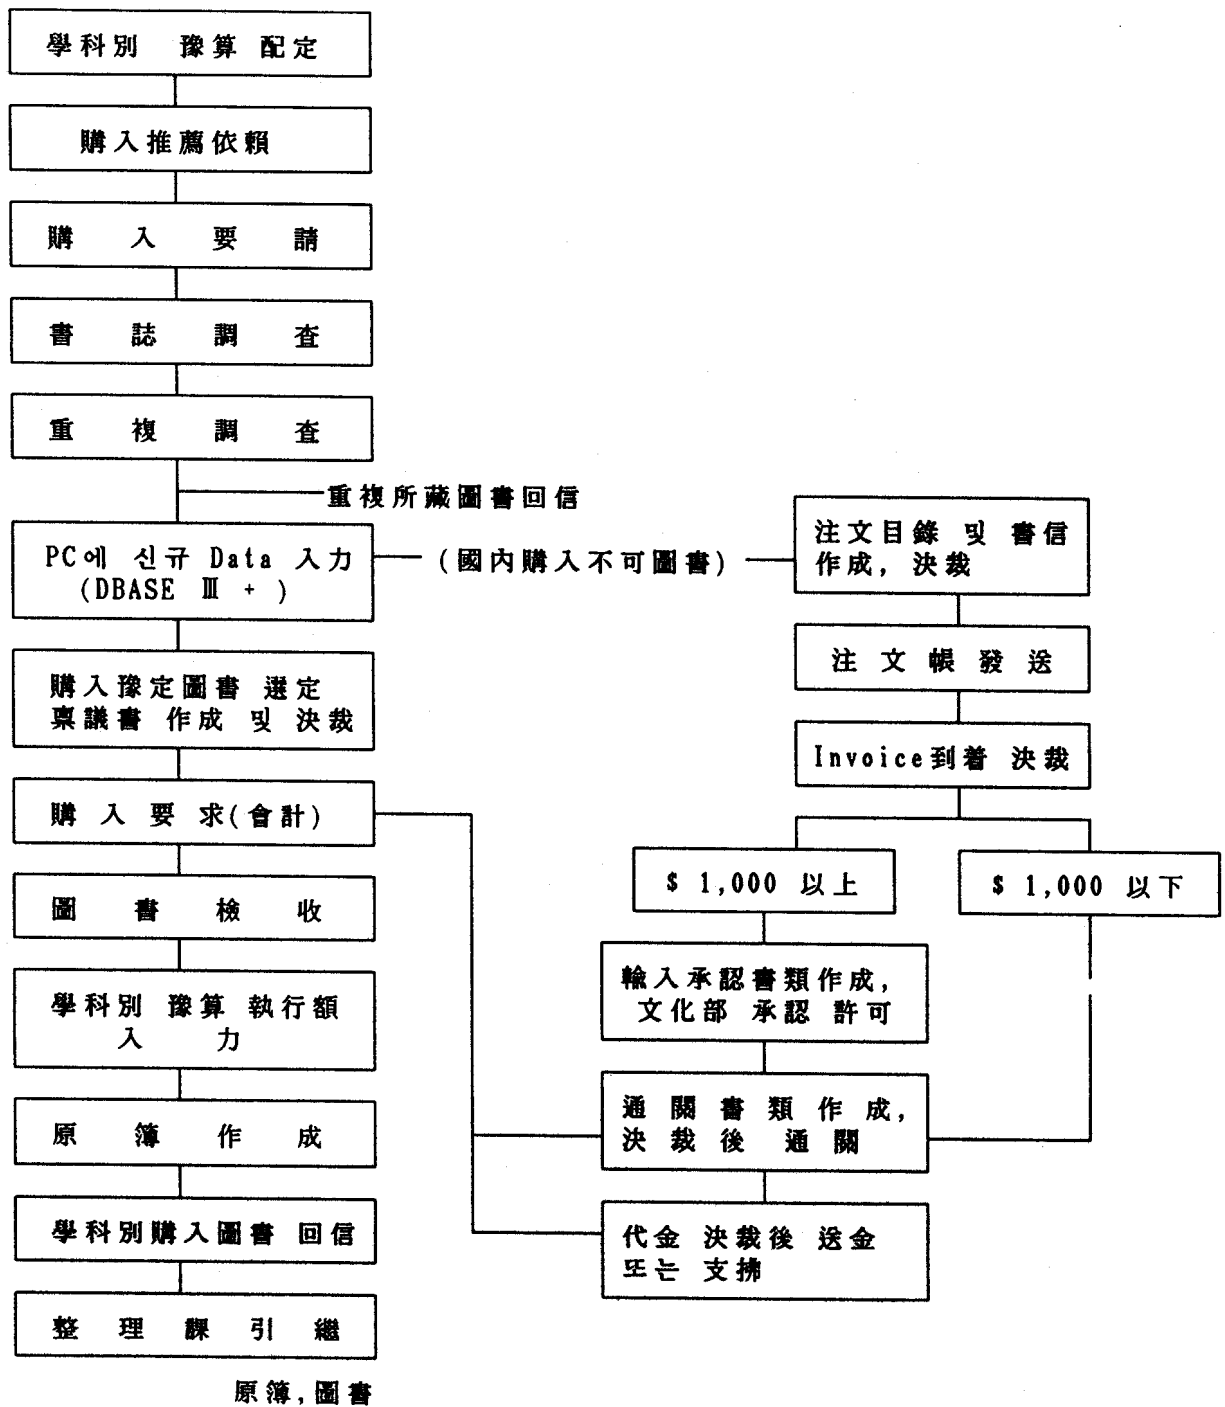 學科別 豫算 配定
購入推薦依賴
購入要請
書誌調査
重複調査
重複所藏圖書回信
PC에 신규 Data 入力
(DBASE Ⅲ + )
(國內購入不可圖書)
購入豫定圖書 選定
稟議書 作成 및 決裁
購入要求(會計)
圖書檢收
學科別 豫算 執行額
入力
原簿作成
學科別購入圖書 回信
整理課引繼
原簿,圖書
注文目錄 및 書信
作成, 決裁
注文帳發送
Invoice到着 決裁
$ 1,000 以上
$ 1,000 以下
輸入承認書類作成,
文化部 承認 許可
通關書類作成,
決裁後 通關
代金 決裁後 送金
또는 支拂